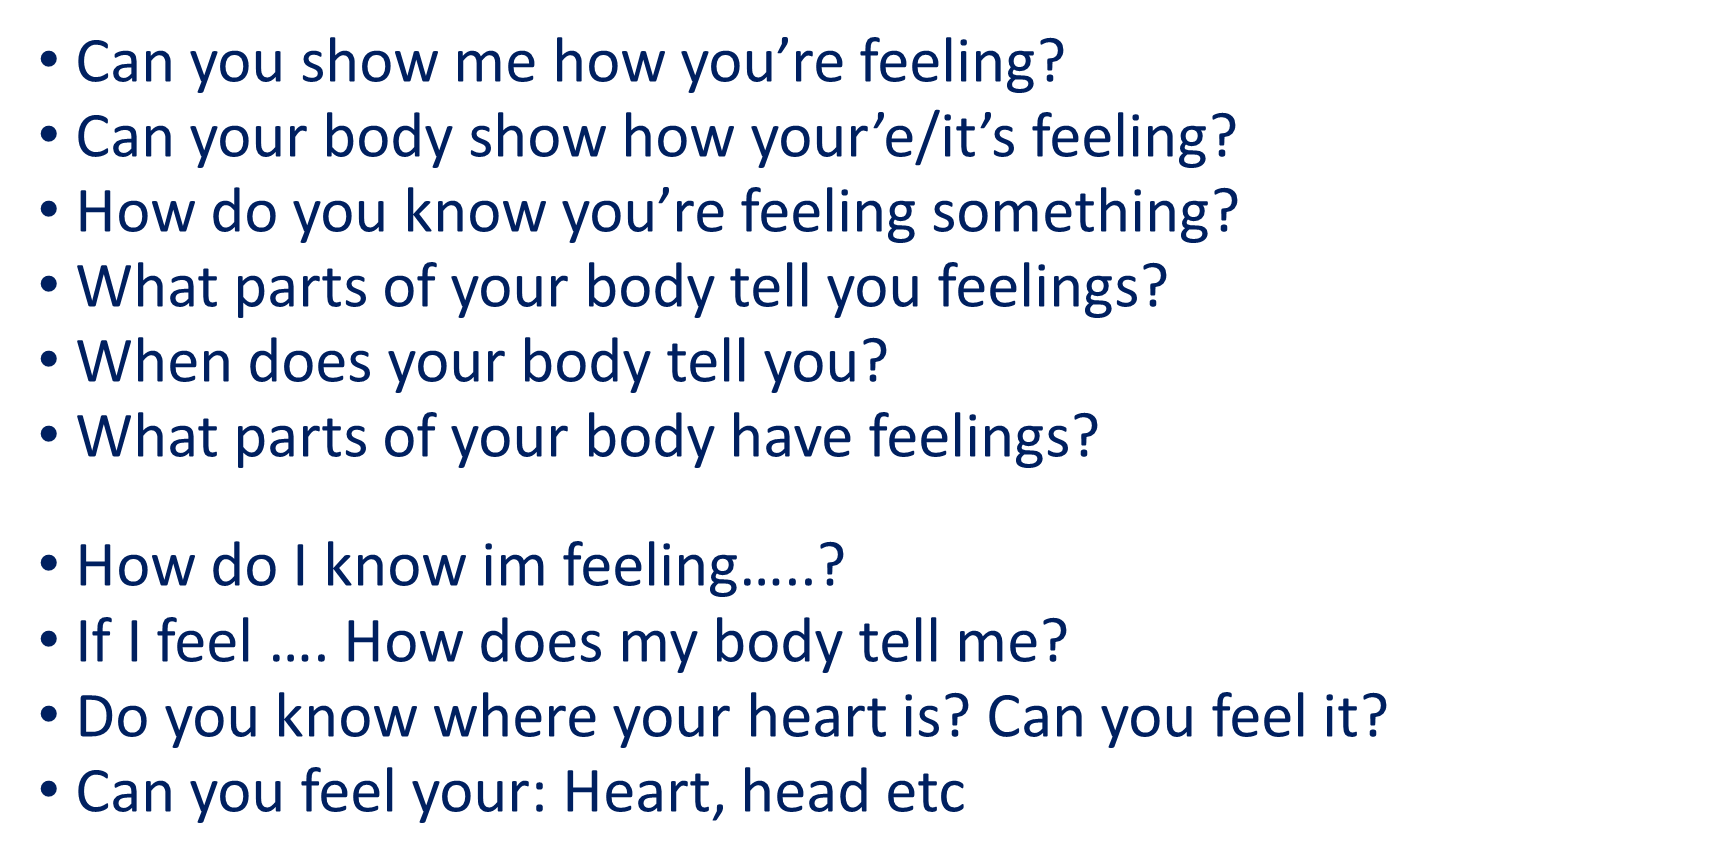 • Can you show me how you’re feeling?
• Can your body show how your’e/it’s feeling?
• How do you know you’re feeling something?
• What parts of your body tell you feelings?
• When does your body tell you?
• What parts of your body have feelings?
• How do I know im feeling…..?
• If I feel …. How does my body tell me?
• Do you know where your heart is? Can you feel it?
• Can you feel your: Heart, head etc